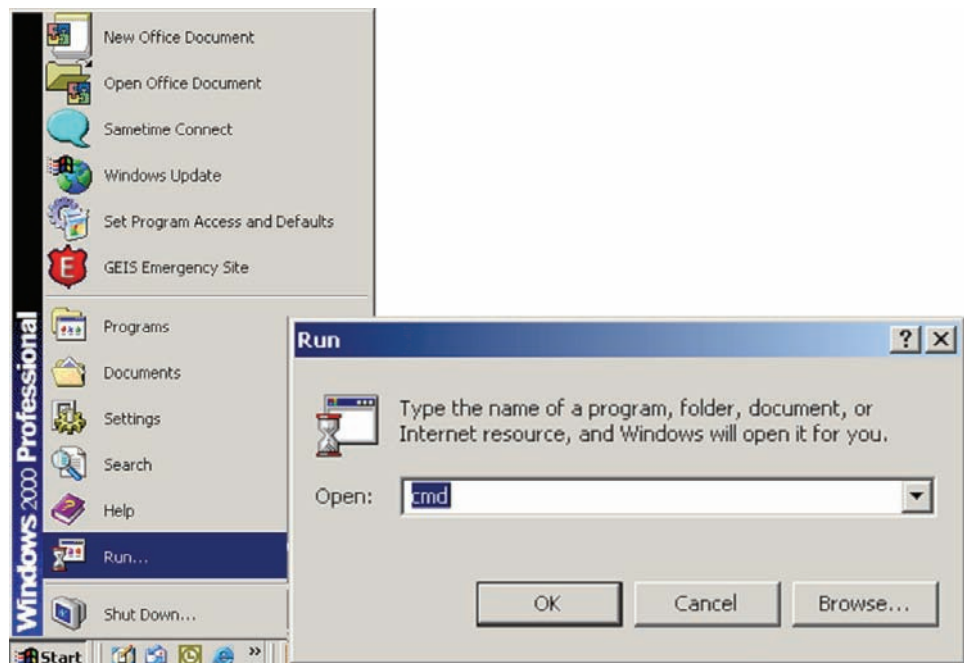 New Office Document
Open Office Document
Sametime Connect
Windows Update
Set Program Access and Defaults
E
GEIS Emergency Site
Programs
Documents
Settings
Search
Help
Run...
Shut Down...
Windows 2000 Professional
Start
»
Run
? X
Type the name of a program, folder, document, or
Internet resource, and Windows will open it for you.
Open: cmd
OK Cancel Browse...